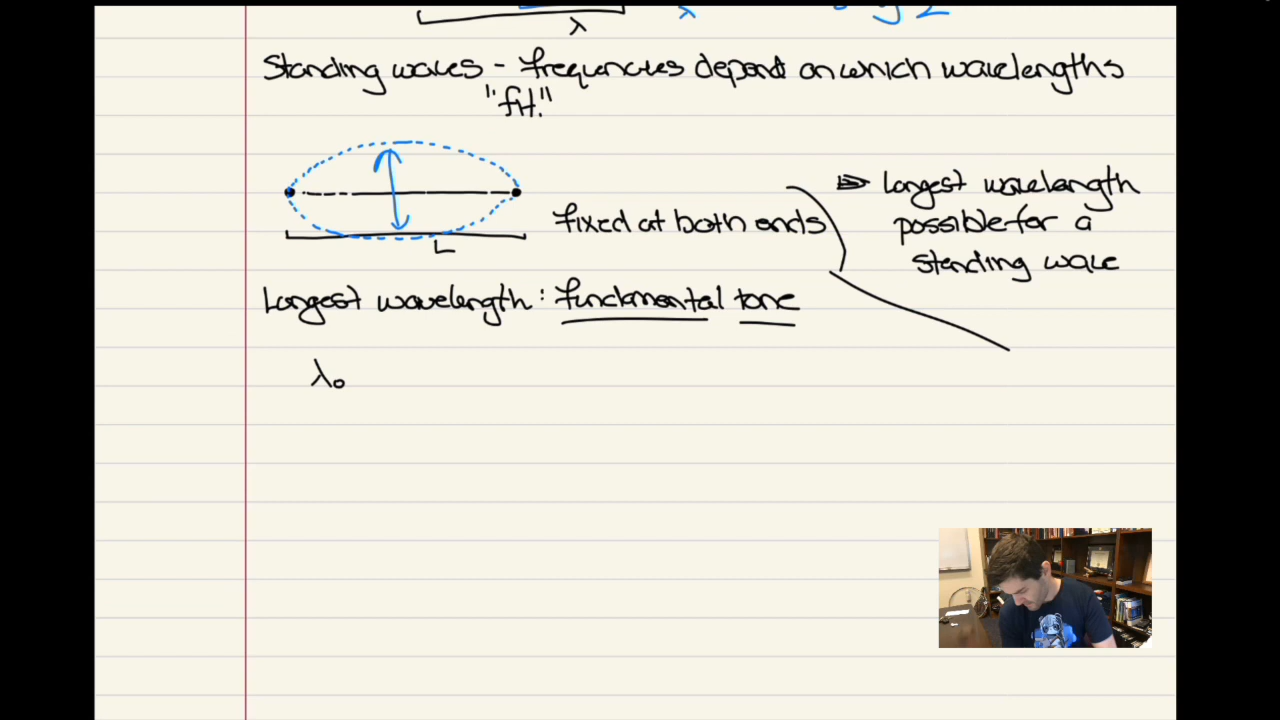 λ
λ
Standing waves - frequencies depend on which wavelengths
"fit."
fixed at both ends
L
⇒ Longest wavelength
possible for a
standing wave
Longest wavelength: fundamental tone
λ₀